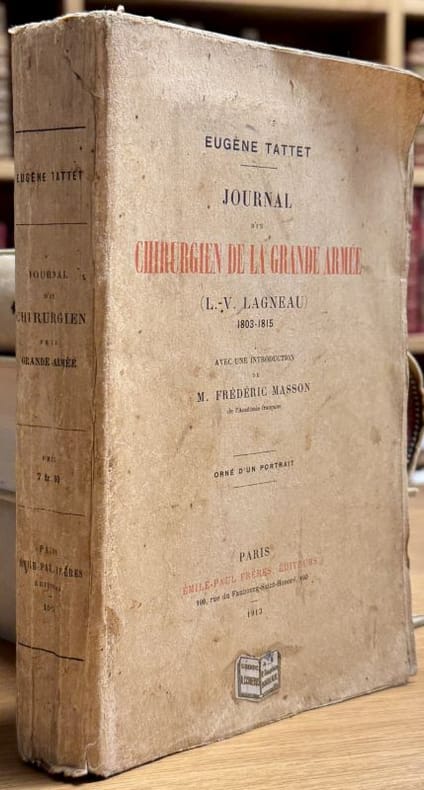 EUGÈNE TATTET
JOURNAL
D'UN
CHIRURGIEN DE LA GRANDE ARMÉE
(L.-V. LAGNEAU)
1803-1815
AVEC UNE INTRODUCTION
DE
M. FRÉDÉRIC MASSON
de l'Académie française
ORNÉ D'UN PORTRAIT
PARIS
ÉMILE-PAUL FRÈRES, ÉDITEURS
100, rue du Faubourg-Saint-Honoré, 100
1913
EUGÈNE TATTET
JOURNAL
D'UN
CHIRURGIEN
DE LA
GRANDE ARMÉE
PARIS
ÉMILE-PAUL FRÈRES